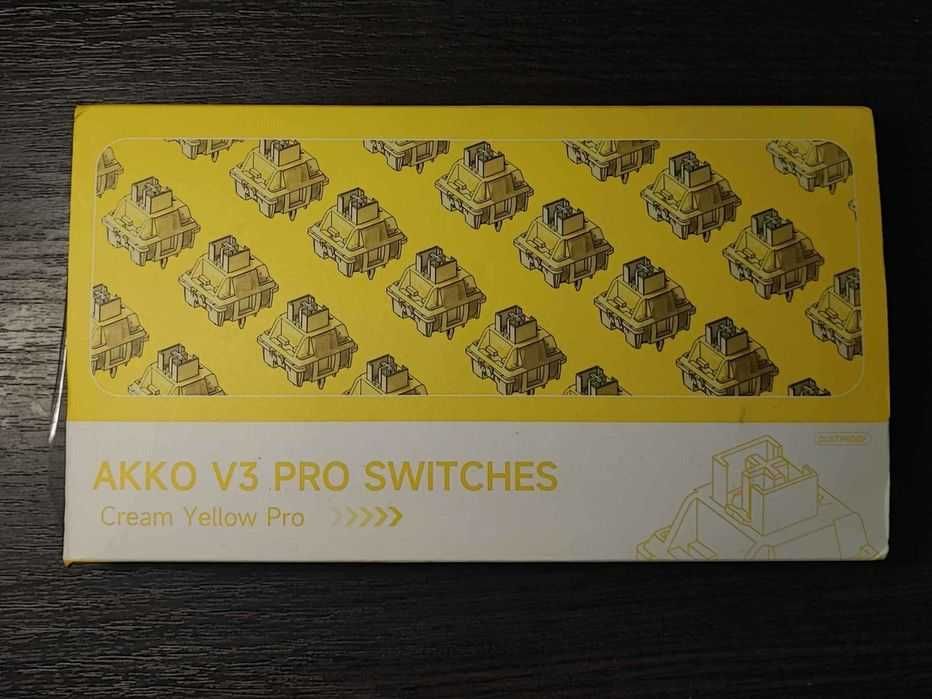 DUSTPROOF
AKKO V3 PRO SWITCHES
Cream Yellow Pro